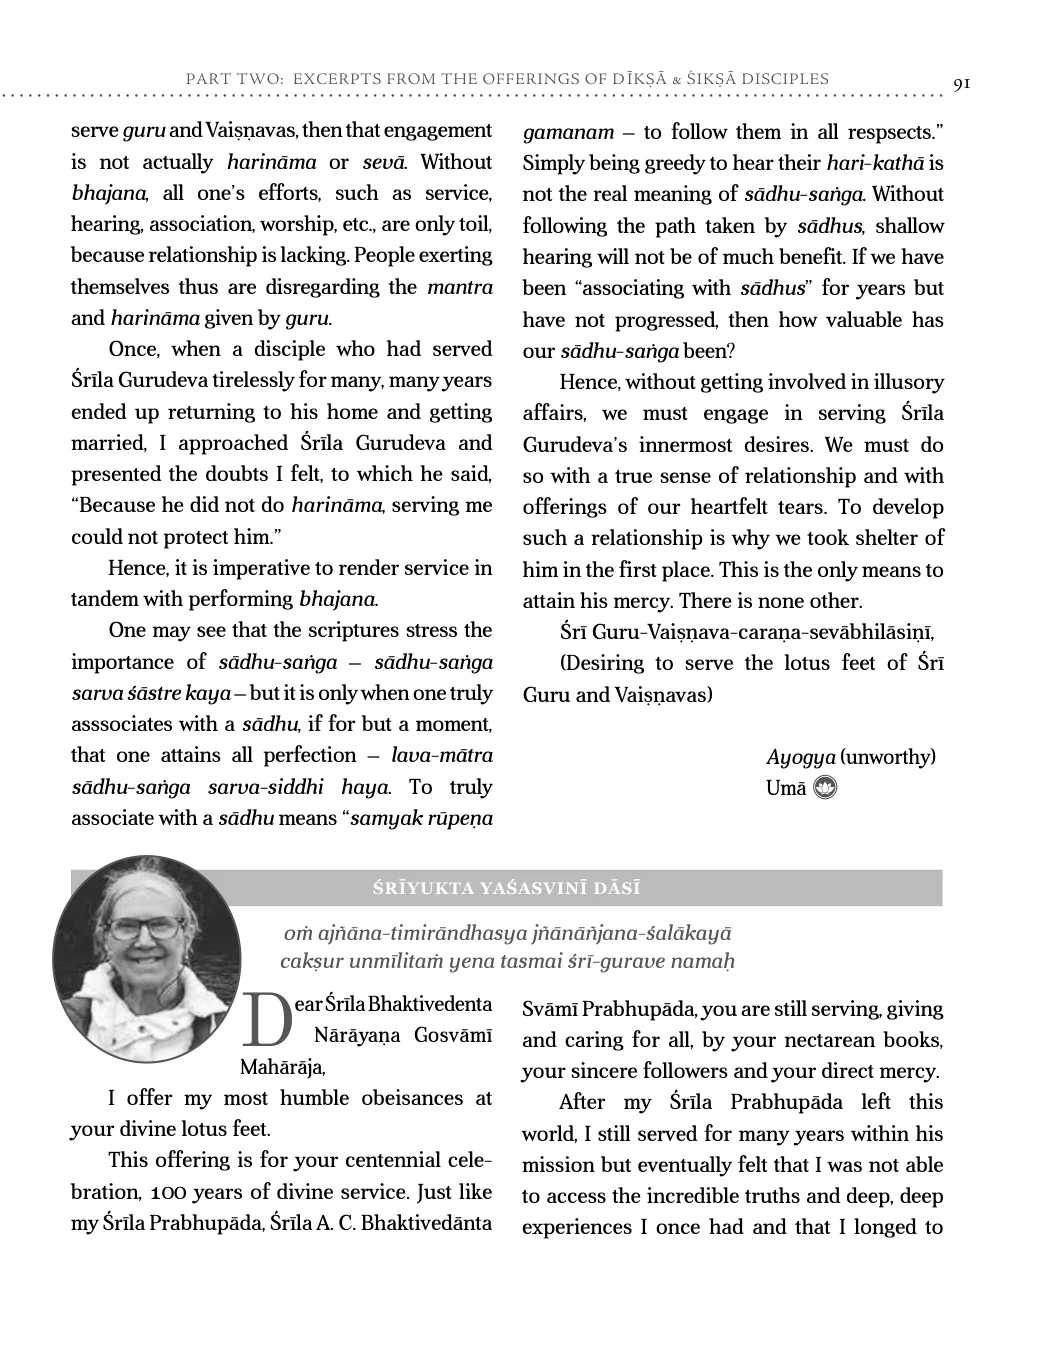 PART TWO: EXCERPTS FROM THE OFFERINGS OF DĪKṢĀ & ŚIKṢĀ DISCIPLES
91
serve guru and Vaiṣṇavas, then that engagement
is not actually harināma or sevā. Without
bhajana, all one's efforts, such as service,
hearing, association, worship, etc., are only toil,
because relationship is lacking. People exerting
themselves thus are disregarding the mantra
and harināma given by guru.
Once, when a disciple who had served
Śrīla Gurudeva tirelessly for many, many years
ended up returning to his home and getting
married, I approached Śrīla Gurudeva and
presented the doubts I felt, to which he said,
“Because he did not do harināma, serving me
could not protect him.”
Hence, it is imperative to render service in
tandem with performing bhajana.
One may see that the scriptures stress the
importance of sādhu-saṅga – sādhu-saṅga
sarva śāstre kaya – but it is only when one truly
asssociates with a sādhu, if for but a moment,
that one attains all perfection – lava-mātra
sādhu-saṅga sarva-siddhi haya. To truly
associate with a sādhu means “samyak rūpeṇa
gamanam – to follow them in all respsects.”
Simply being greedy to hear their hari-kathā is
not the real meaning of sādhu-saṅga. Without
following the path taken by sādhus, shallow
hearing will not be of much benefit. If we have
been “associating with sādhus” for years but
have not progressed, then how valuable has
our sādhu-saṅga been?
Hence, without getting involved in illusory
affairs, we must engage in serving Śrīla
Gurudeva's innermost desires. We must do
so with a true sense of relationship and with
offerings of our heartfelt tears. To develop
such a relationship is why we took shelter of
him in the first place. This is the only means to
attain his mercy. There is none other.
Śrī Guru-Vaiṣṇava-caraṇa-sevābhilāsiṇī,
(Desiring to serve the lotus feet of Śrī
Guru and Vaiṣṇavas)
Ayogya (unworthy)
Umā
ŚRĪYUKTA YAŚASVINĪ DĀSĪ
oṁ ajñāna-timirāndhasya jñānāñjana-śalākayā
cakṣur unmīlitaṁ yena tasmai śrī-gurave namaḥ
Dear Śrīla Bhaktivedenta
Nārāyaṇa Gosvāmī
Mahārāja,
I offer my most humble obeisances at
your divine lotus feet.
This offering is for your centennial cele-
bration, 100 years of divine service. Just like
my Śrīla Prabhupāda, Śrīla A. C. Bhaktivedānta
Svāmī Prabhupāda, you are still serving, giving
and caring for all, by your nectarean books,
your sincere followers and your direct mercy.
After my Śrīla Prabhupāda left this
world, I still served for many years within his
mission but eventually felt that I was not able
to access the incredible truths and deep, deep
experiences I once had and that I longed to